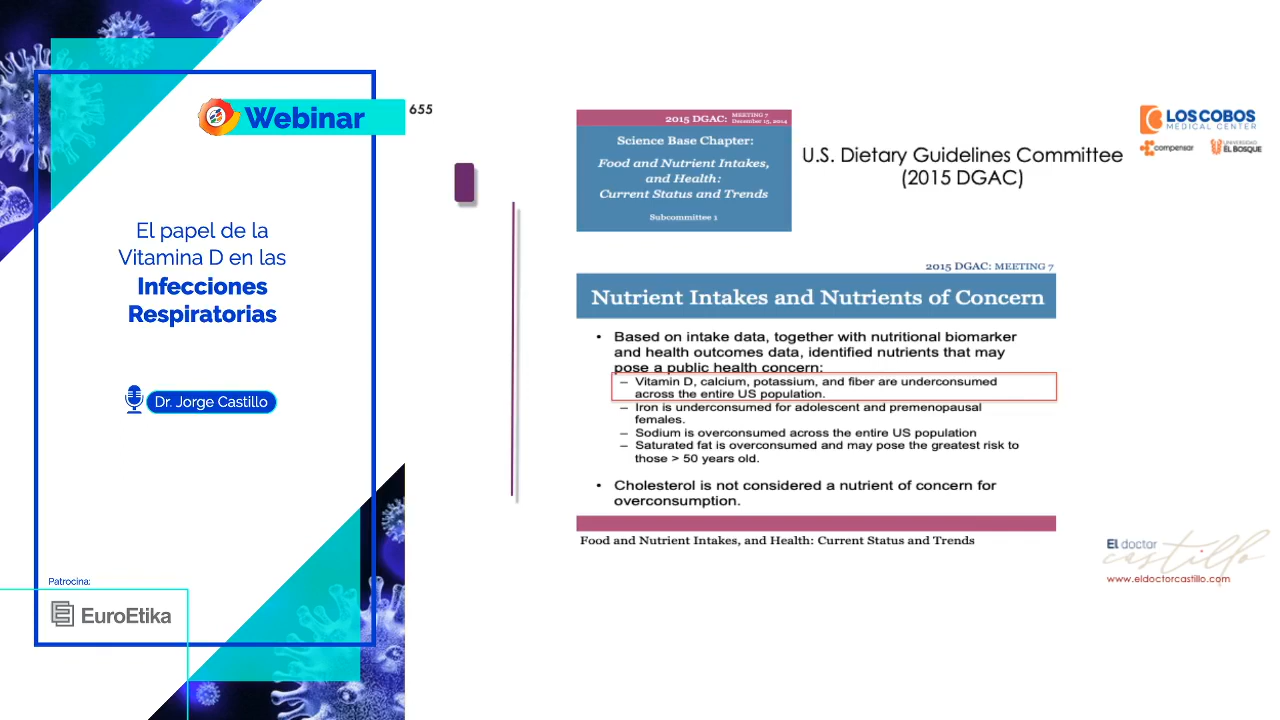 Webinar
655
El papel de la
Vitamina D en las
Infecciones
Respiratorias
Dr. Jorge Castillo
Patrocina:
EuroEtika
2015 DGAC: MEETING 7
December 15, 2014
Science Base Chapter:
Food and Nutrient Intakes,
and Health:
Current Status and Trends
Subcommittee 1
U.S. Dietary Guidelines Committee
(2015 DGAC)
LOS COBOS
MEDICAL CENTER
compensar
UNIVERSIDAD
EL BOSQUE
2015 DGAC: MEETING 7
Nutrient Intakes and Nutrients of Concern
• Based on intake data, together with nutritional biomarker
and health outcomes data, identified nutrients that may
pose a public health concern:
– Vitamin D, calcium, potassium, and fiber are underconsumed
across the entire US population.
– Iron is underconsumed for adolescent and premenopausal
females.
– Sodium is overconsumed across the entire US population
– Saturated fat is overconsumed and may pose the greatest risk to
those > 50 years old.
• Cholesterol is not considered a nutrient of concern for
overconsumption.
Food and Nutrient Intakes, and Health: Current Status and Trends
El doctor
castillo
www.eldoctorcastillo.com